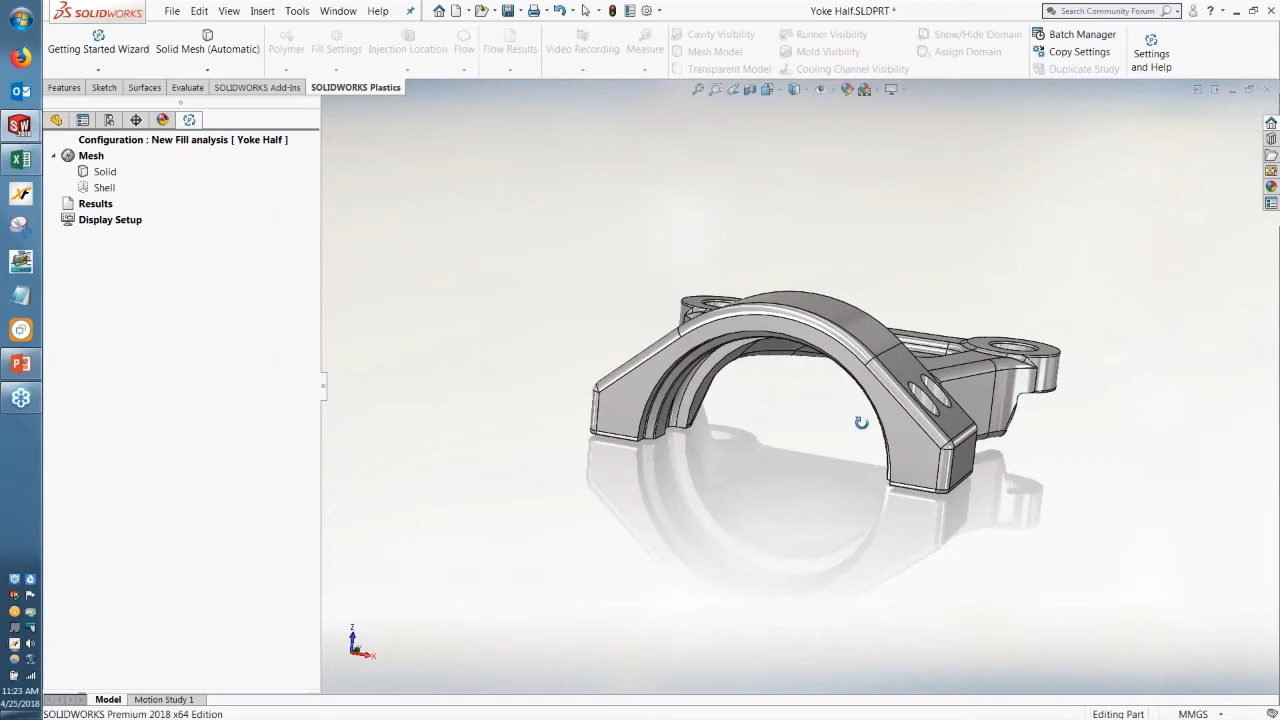 SOLIDWORKS
File Edit View Insert Tools Window Help
Yoke Half.SLDPRT *
Search Community Forum
Getting Started Wizard
Solid Mesh (Automatic)
Polymer
Fill Settings
Injection Location
Flow
Flow Results
Video Recording
Measure
Cavity Visibility
Mesh Model
Transparent Model
Runner Visibility
Mold Visibility
Cooling Channel Visibility
Show/Hide Domain
Assign Domain
Batch Manager
Copy Settings
Duplicate Study
Settings
and Help
Features Sketch Surfaces Evaluate SOLIDWORKS Add-Ins SOLIDWORKS Plastics
Configuration : New Fill analysis [ Yoke Half ]
Mesh
Solid
Shell
Results
Display Setup
Z
X
Model Motion Study 1
SOLIDWORKS Premium 2018 x64 Edition
Editing Part
MMGS
11:23 AM
4/25/2018